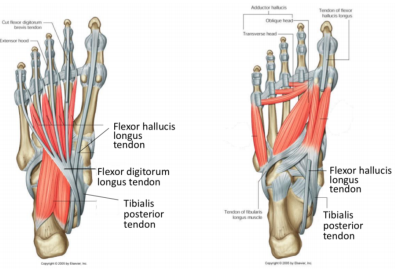 Cut flexor digitorum
brevis tendon
Extensor hood
Flexor hallucis
longus
tendon
Flexor digitorum
longus tendon
Tibialis
posterior
tendon
Copyright © 2005 by Elsevier, Inc.
Adductor hallucis
Oblique head
Transverse head
Tendon of flexor
hallucis longus
Flexor hallucis
longus
tendon
Tendon of fibularis
longus muscle
Tibialis
posterior
tendon
Copyright © 2005 by Elsevier, Inc.